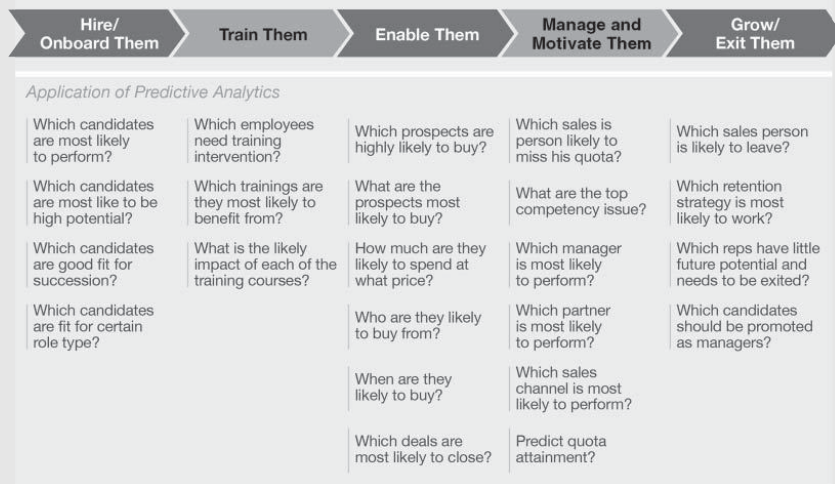 Hire/
Onboard Them
Train Them
Enable Them
Manage and
Motivate Them
Grow/
Exit Them
Application of Predictive Analytics
Which candidates
are most likely
to perform?
Which candidates
are most like to be
high potential?
Which candidates
are good fit for
succession?
Which candidates
are fit for certain
role type?
Which employees
need training
intervention?
Which trainings are
they most likely to
benefit from?
What is the likely
impact of each of the
training courses?
Which prospects are
highly likely to buy?
What are the
prospects most
likely to buy?
How much are they
likely to spend at
what price?
Who are they likely
to buy from?
When are they
likely to buy?
Which deals are
most likely to close?
Which sales is
person likely to
miss his quota?
What are the top
competency issue?
Which manager
is most likely
to perform?
Which partner
is most likely
to perform?
Which sales
channel is most
likely to perform?
Predict quota
attainment?
Which sales person
is likely to leave?
Which retention
strategy is most
likely to work?
Which reps have little
future potential and
needs to be exited?
Which candidates
should be promoted
as managers?